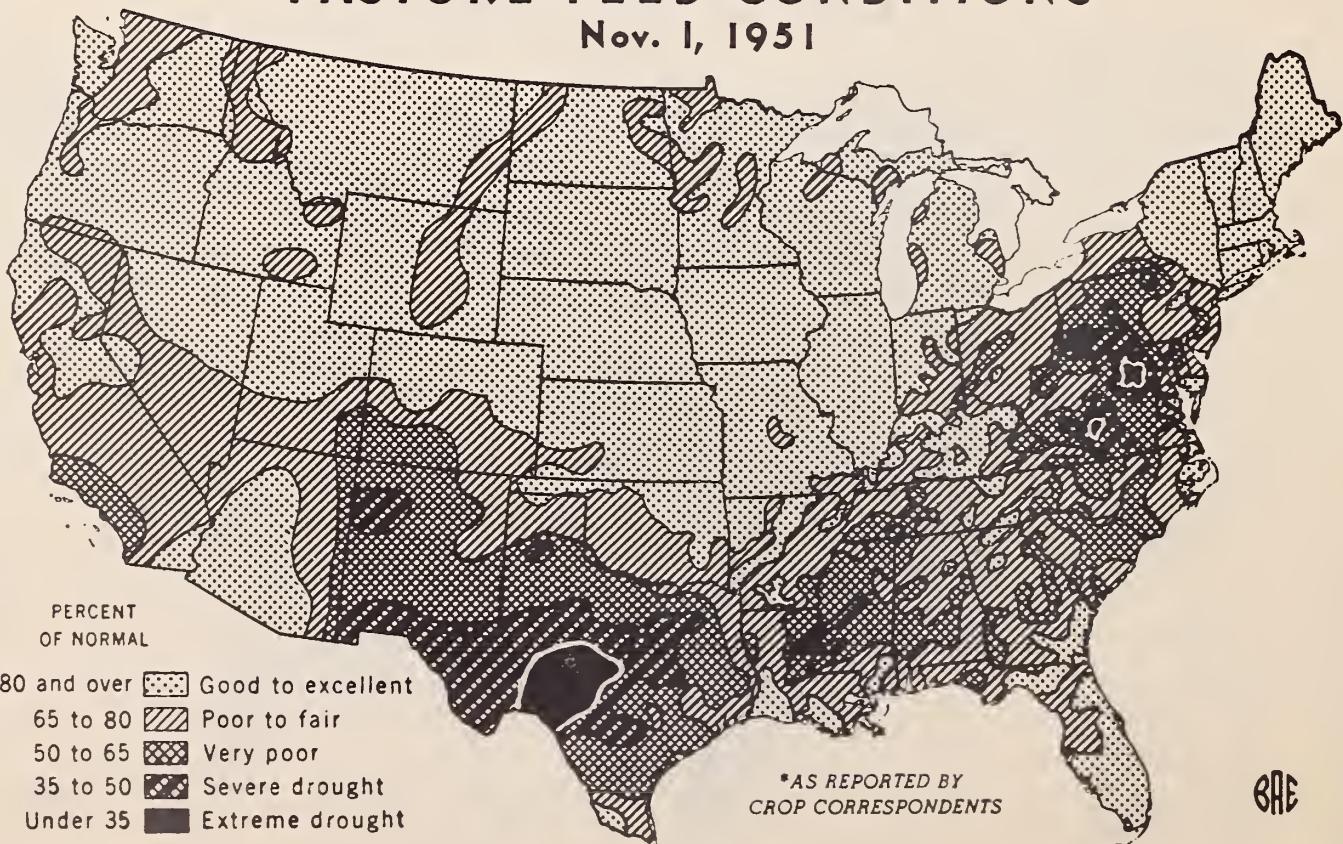 Nov. 1, 1951
PERCENT
OF NORMAL
80 and over Good to excellent
65 to 80 Poor to fair
50 to 65 Very poor
35 to 50 Severe drought
Under 35 Extreme drought
*AS REPORTED BY
CROP CORRESPONDENTS
BAE